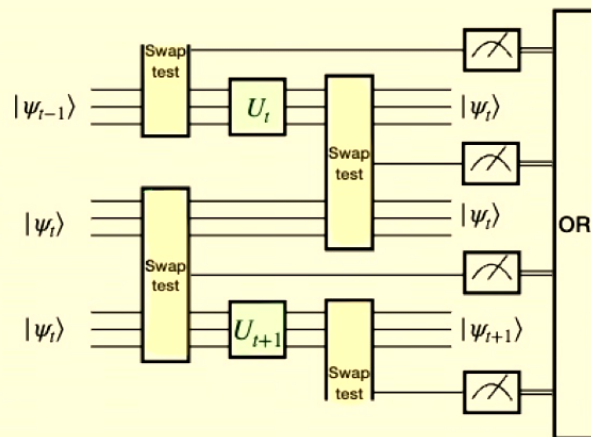 Swap
test
|ψₜ₋₁⟩
Uₜ
|ψₜ⟩
Swap
test
|ψₜ⟩
|ψₜ⟩
OR
Swap
test
|ψₜ⟩
Uₜ₊₁
|ψₜ₊₁⟩
Swap
test